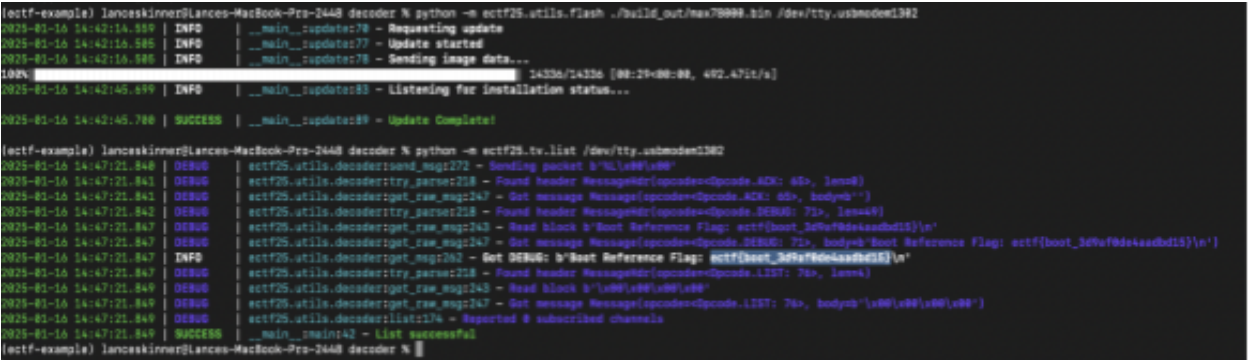 (ectf-example) lanceskinner@Lances-MacBook-Pro-2448 decoder % python -m ectf25.utils.flash ./build_out/max78000.bin /dev/tty.usbmodem1302
2025-01-16 14:42:14.559 | INFO | __main__:update:70 - Requesting update
2025-01-16 14:42:16.505 | INFO | __main__:update:77 - Update started
2025-01-16 14:42:16.505 | INFO | __main__:update:78 - Sending image data...
100% 14336/14336 [00:29<00:00, 492.47it/s]
2025-01-16 14:42:45.699 | INFO | __main__:update:83 - Listening for installation status...
2025-01-16 14:42:45.700 | SUCCESS | __main__:update:89 - Update Complete!
(ectf-example) lanceskinner@Lances-MacBook-Pro-2448 decoder % python -m ectf25.tv.list /dev/tty.usbmodem1302
2025-01-16 14:47:21.840 | DEBUG | ectf25.utils.decoder:send_msg:272 - Sending packet b'%L\x00\x00'
2025-01-16 14:47:21.841 | DEBUG | ectf25.utils.decoder:try_parse:218 - Found header MessageHdr(opcode=<Opcode.ACK: 65>, len=0)
2025-01-16 14:47:21.841 | DEBUG | ectf25.utils.decoder:get_raw_msg:247 - Got message Message(opcode=<Opcode.ACK: 65>, body=b'')
2025-01-16 14:47:21.842 | DEBUG | ectf25.utils.decoder:try_parse:218 - Found header MessageHdr(opcode=<Opcode.DEBUG: 71>, len=49)
2025-01-16 14:47:21.847 | DEBUG | ectf25.utils.decoder:get_raw_msg:243 - Read block b'Boot Reference Flag: ectf{boot_3d9af0de4aadbd15}\n'
2025-01-16 14:47:21.847 | DEBUG | ectf25.utils.decoder:get_raw_msg:247 - Got message Message(opcode=<Opcode.DEBUG: 71>, body=b'Boot Reference Flag: ectf{boot_3d9af0de4aadbd15}\n')
2025-01-16 14:47:21.847 | INFO | ectf25.utils.decoder:get_msg:262 - Got DEBUG: b'Boot Reference Flag: ectf{boot_3d9af0de4aadbd15}\n'
2025-01-16 14:47:21.847 | DEBUG | ectf25.utils.decoder:try_parse:218 - Found header MessageHdr(opcode=<Opcode.LIST: 76>, len=4)
2025-01-16 14:47:21.849 | DEBUG | ectf25.utils.decoder:get_raw_msg:243 - Read block b'\x00\x00\x00\x00'
2025-01-16 14:47:21.849 | DEBUG | ectf25.utils.decoder:get_raw_msg:247 - Got message Message(opcode=<Opcode.LIST: 76>, body=b'\x00\x00\x00\x00')
2025-01-16 14:47:21.849 | DEBUG | ectf25.utils.decoder:list:174 - Reported 0 subscribed channels
2025-01-16 14:47:21.849 | SUCCESS | __main__:main:42 - List successful
(ectf-example) lanceskinner@Lances-MacBook-Pro-2448 decoder %